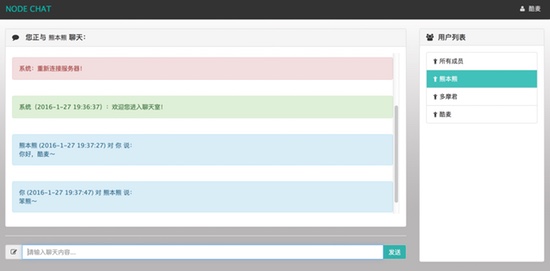 NODE CHAT
酷麦
您正与 熊本熊 聊天：
系统：重新连接服务器！
系统（2016-1-27 19:36:37）：欢迎您进入聊天室！
熊本熊 (2016-1-27 19:37:27) 对 你 说：
你好，酷麦～
你 (2016-1-27 19:37:47) 对 熊本熊 说：
笨熊～
请输入聊天内容...
发送
用户列表
所有成员
熊本熊
多摩君
酷麦